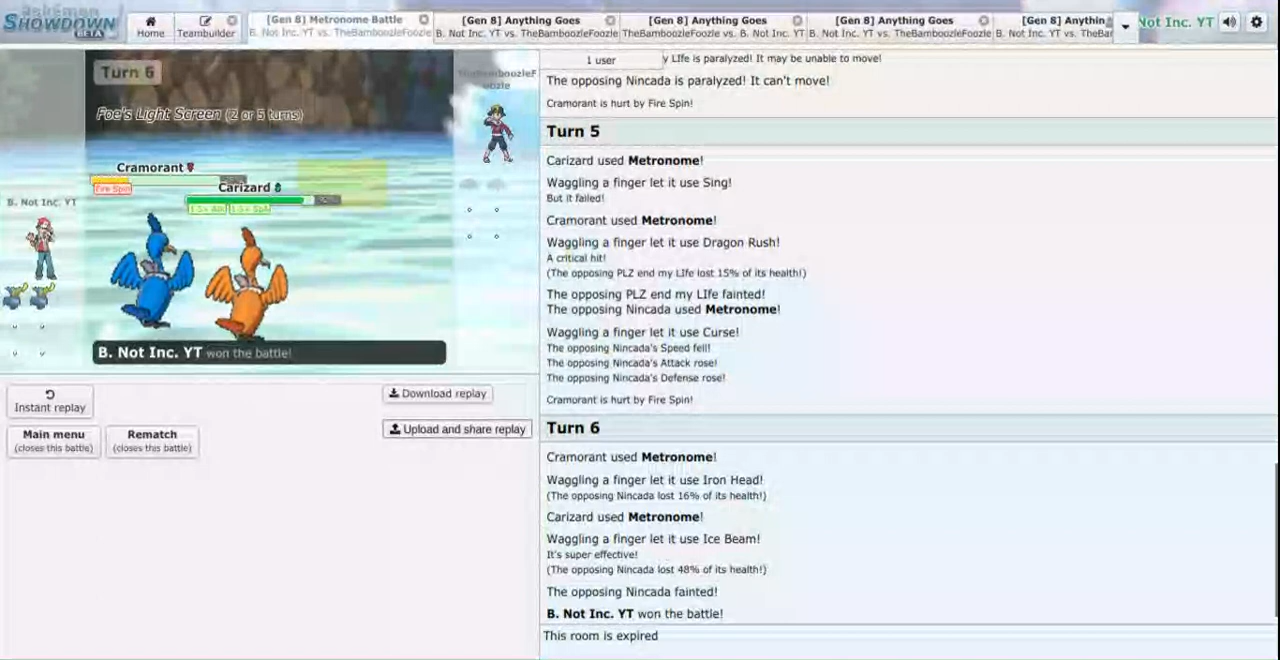 Pokémon
SHOWDOWN
BETA
Home
Teambuilder
[Gen 8] Metronome Battle
B. Not Inc. YT vs. TheBamboozleFoozle
[Gen 8] Anything Goes
B. Not Inc. YT vs. TheBamboozleFoozle
[Gen 8] Anything Goes
TheBamboozleFoozle vs. B. Not Inc. YT
[Gen 8] Anything Goes
B. Not Inc. YT vs. TheBamboozleFoozle
[Gen 8] Anythin
B. Not Inc. YT vs. TheBar
Not Inc. YT
Turn 6
Foe's Light Screen (2 or 5 turns)
TheBamboozleF
oozle
Cramorant
Fire Spin
Carizard
B. Not Inc. YT
B. Not Inc. YT won the battle!
Instant replay
Download replay
Upload and share replay
Main menu
(closes this battle)
Rematch
(closes this battle)
1 user
y LIfe is paralyzed! It may be unable to move!
The opposing Nincada is paralyzed! It can't move!
Cramorant is hurt by Fire Spin!
Turn 5
Carizard used Metronome!
Waggling a finger let it use Sing!
But it failed!
Cramorant used Metronome!
Waggling a finger let it use Dragon Rush!
A critical hit!
(The opposing PLZ end my LIfe lost 15% of its health!)
The opposing PLZ end my LIfe fainted!
The opposing Nincada used Metronome!
Waggling a finger let it use Curse!
The opposing Nincada's Speed fell!
The opposing Nincada's Attack rose!
The opposing Nincada's Defense rose!
Cramorant is hurt by Fire Spin!
Turn 6
Cramorant used Metronome!
Waggling a finger let it use Iron Head!
(The opposing Nincada lost 16% of its health!)
Carizard used Metronome!
Waggling a finger let it use Ice Beam!
It's super effective!
(The opposing Nincada lost 48% of its health!)
The opposing Nincada fainted!
B. Not Inc. YT won the battle!
This room is expired